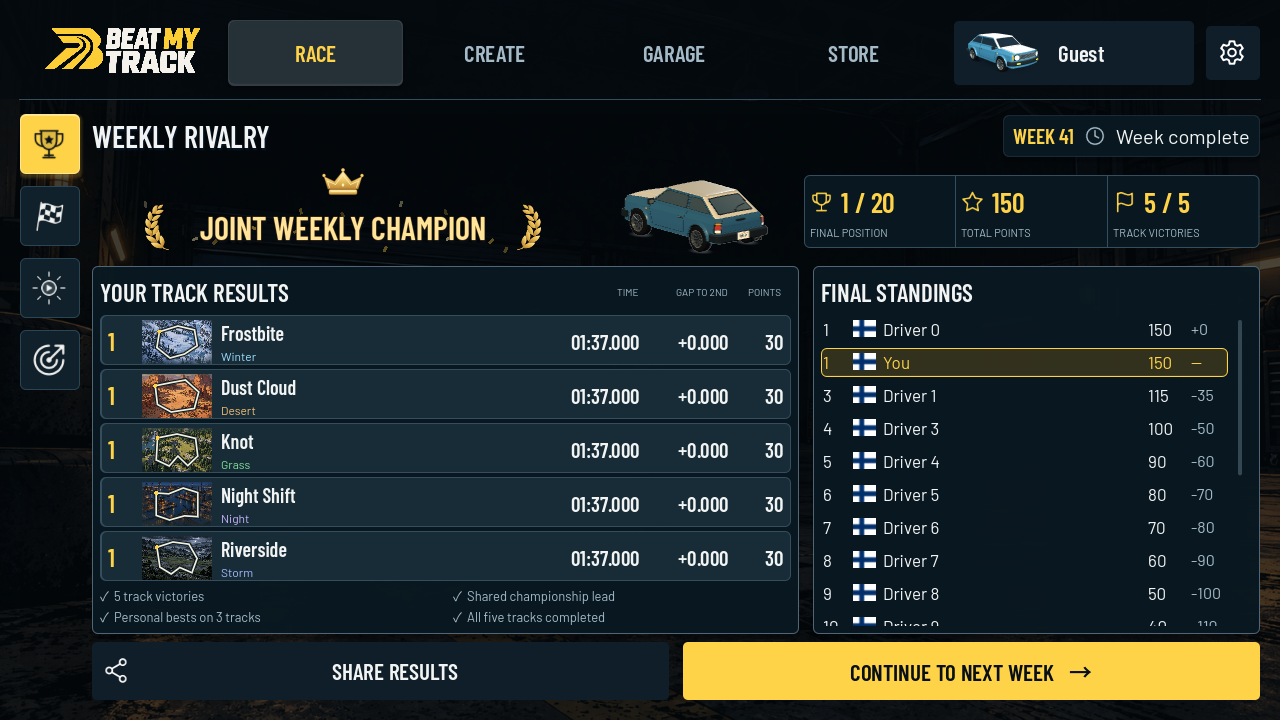 BEAT MY TRACK
RACE
CREATE
GARAGE
STORE
Guest
WEEKLY RIVALRY
WEEK 41
Week complete
JOINT WEEKLY CHAMPION
1 / 20
FINAL POSITION
150
TOTAL POINTS
5 / 5
TRACK VICTORIES
YOUR TRACK RESULTS
TIME GAP TO 2ND POINTS
1 Frostbite 01:37.000 +0.000 30
Winter
1 Dust Cloud 01:37.000 +0.000 30
Desert
1 Knot 01:37.000 +0.000 30
Grass
1 Night Shift 01:37.000 +0.000 30
Night
1 Riverside 01:37.000 +0.000 30
Storm
✓ 5 track victories
✓ Shared championship lead
✓ Personal bests on 3 tracks
✓ All five tracks completed
FINAL STANDINGS
1 Driver 0 150 +0
1 You 150 —
3 Driver 1 115 -35
4 Driver 3 100 -50
5 Driver 4 90 -60
6 Driver 5 80 -70
7 Driver 6 70 -80
8 Driver 7 60 -90
9 Driver 8 50 -100
10 Driver 9 40 -110
SHARE RESULTS
CONTINUE TO NEXT WEEK →